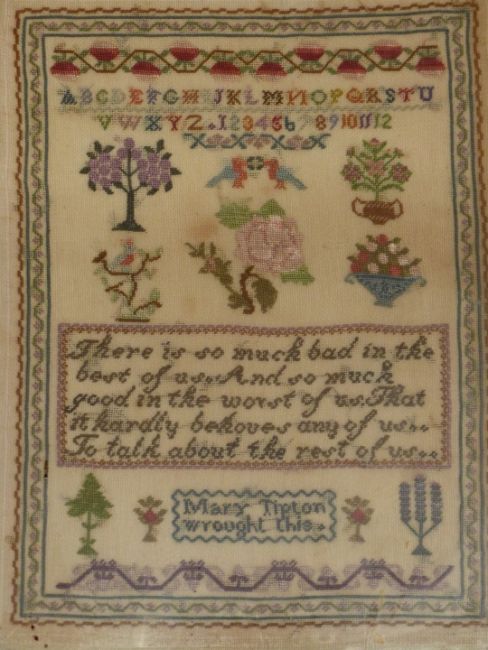 ABCDEFGHIJKLMNOPQRSTU
VWXYZ.123456789101112
There is so much bad in the
best of us..And so much
good in the worst of us.That
it hardly behoves any of us..
To talk about the rest of us..
Mary Tipton
wrought this..